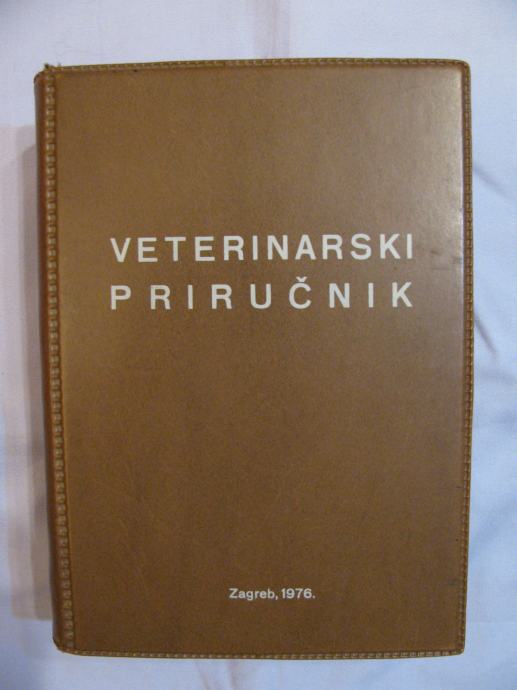 VETERINARSKI
PRIRUČNIK
Zagreb, 1976.